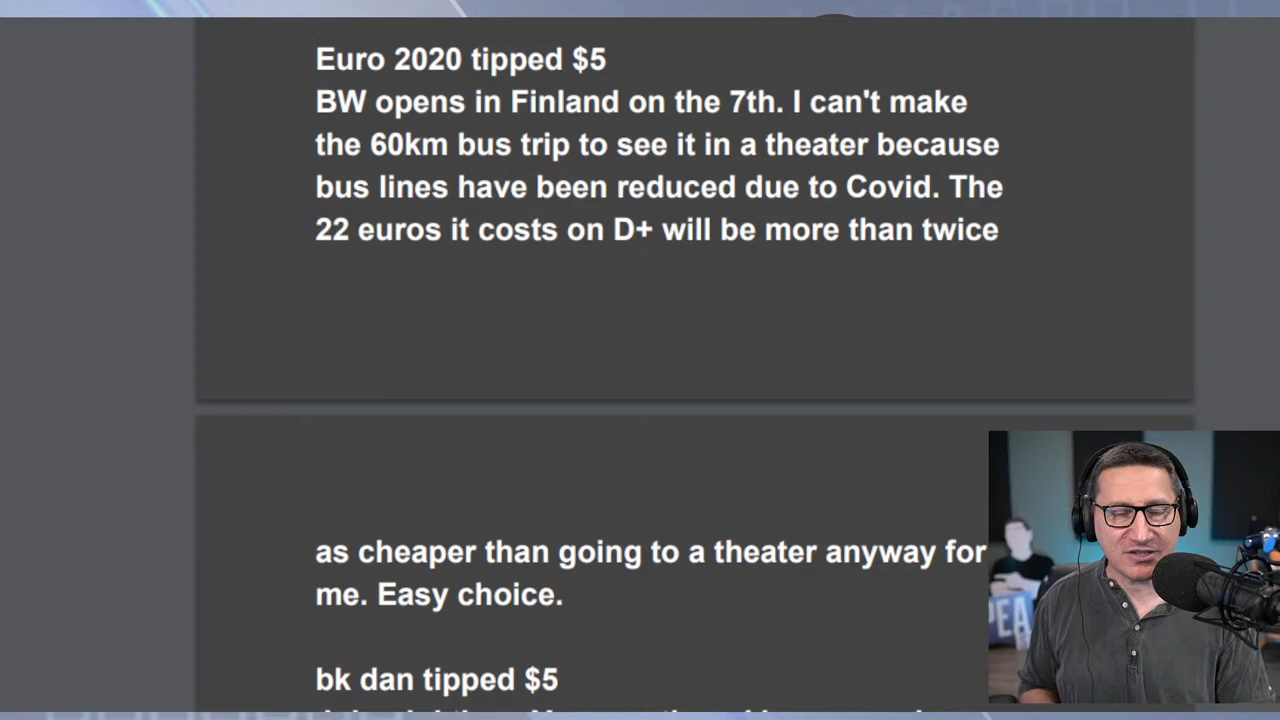 Euro 2020 tipped $5
BW opens in Finland on the 7th. I can't make
the 60km bus trip to see it in a theater because
bus lines have been reduced due to Covid. The
22 euros it costs on D+ will be more than twice
as cheaper than going to a theater anyway for
me. Easy choice.
bk dan tipped $5
PEA